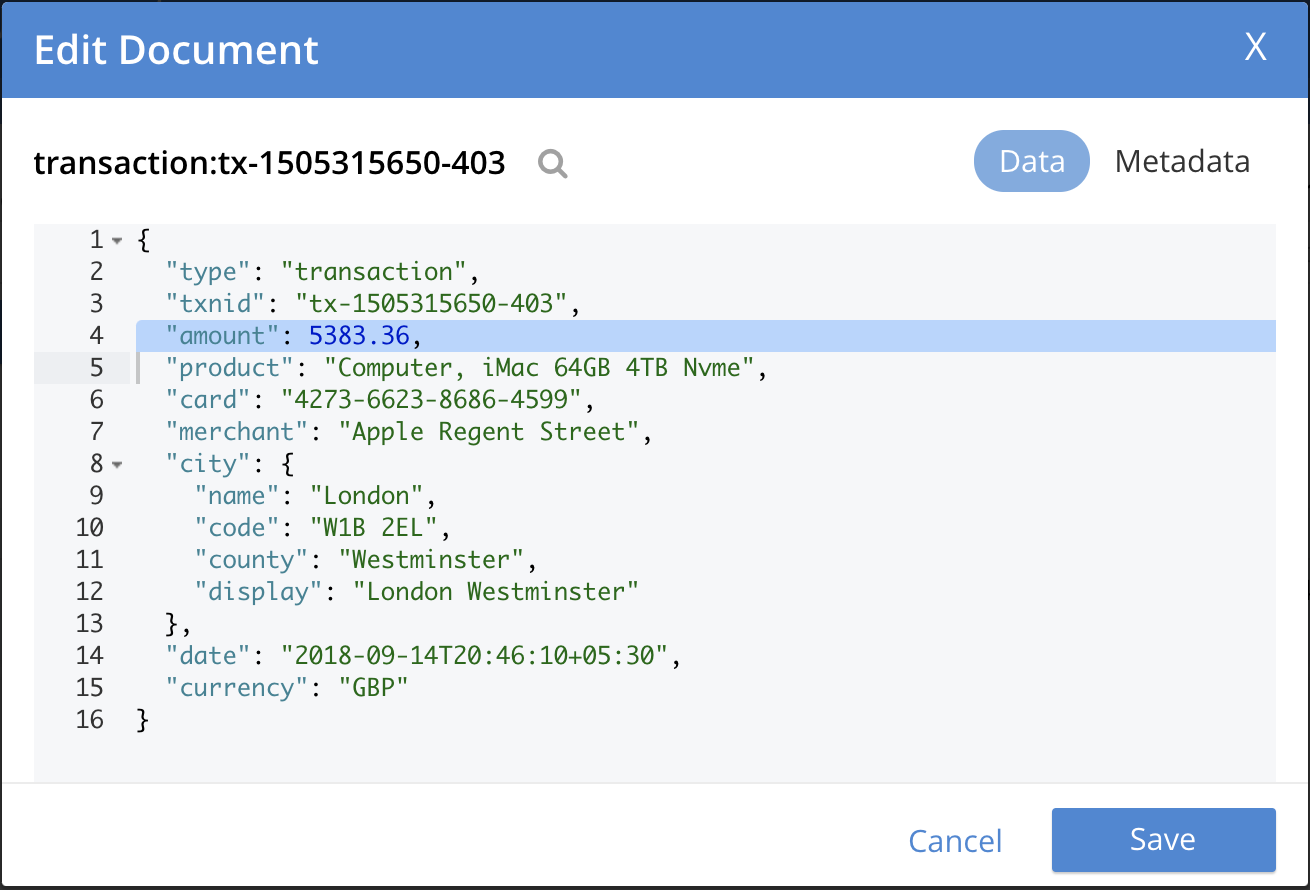 Edit Document X
transaction:tx-1505315650-403 Data Metadata
1 {
2 "type": "transaction",
3 "txnid": "tx-1505315650-403",
4 "amount": 5383.36,
5 "product": "Computer, iMac 64GB 4TB Nvme",
6 "card": "4273-6623-8686-4599",
7 "merchant": "Apple Regent Street",
8 "city": {
9 "name": "London",
10 "code": "W1B 2EL",
11 "county": "Westminster",
12 "display": "London Westminster"
13 },
14 "date": "2018-09-14T20:46:10+05:30",
15 "currency": "GBP"
16 }
Cancel Save